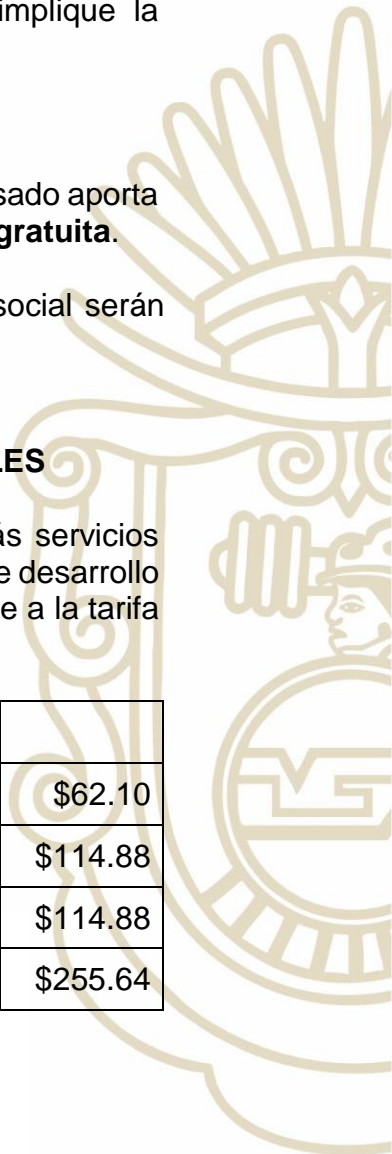 implique la
sado aporta
gratuita.
social serán
LES
ás servicios
e desarrollo
e a la tarifa
$62.10
$114.88
$114.88
$255.64